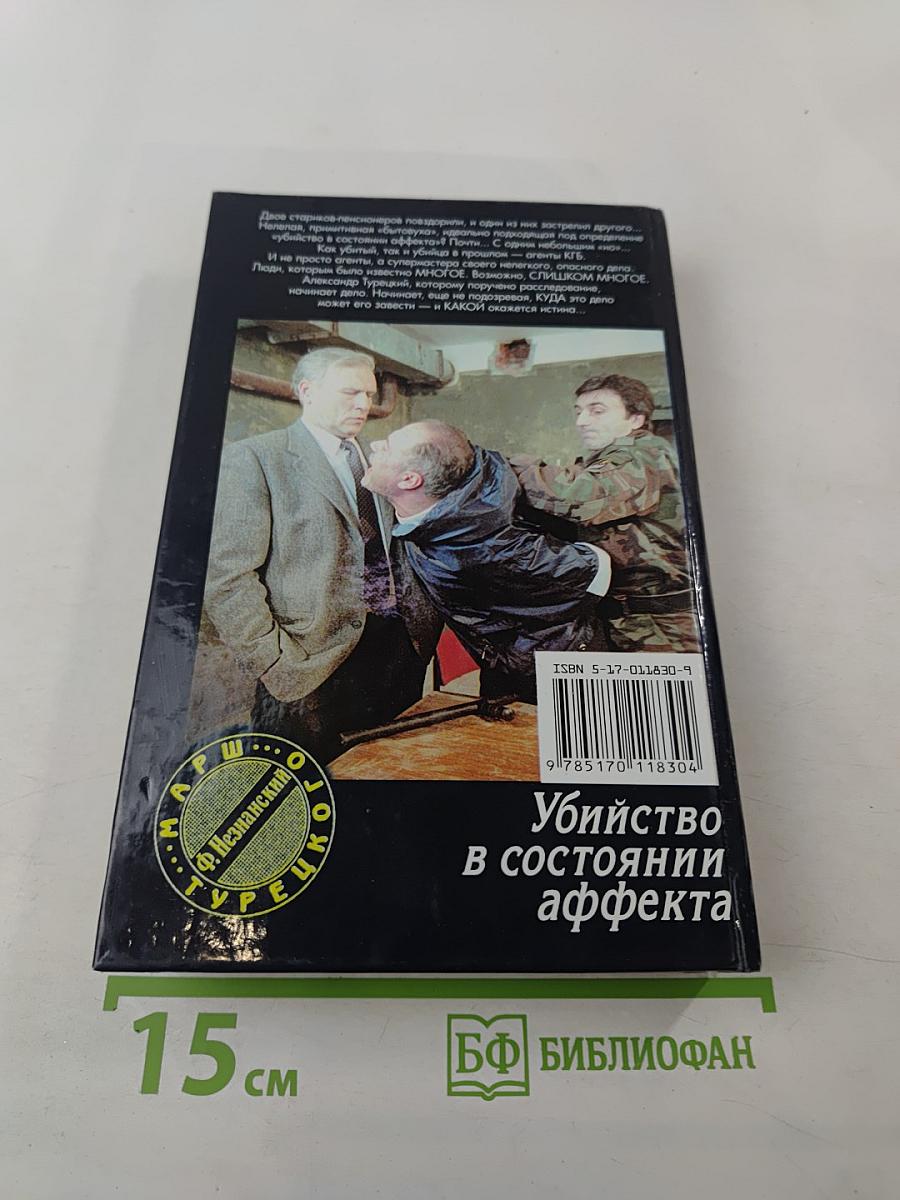 Двое стариков-пенсионеров повздорили, и один из них застрелил другого...
Нелепая, примитивная «бытовуха», идеально подходящая под определение
«убийство в состоянии аффекта»? Почти... С одним небольшим «но»...
Как убитый, так и убийца в прошлом — агенты КГБ.
И не просто агенты, а супермастера своего нелегкого, опасного дела.
Люди, которым было известно МНОГОЕ. Возможно, СЛИШКОМ МНОГОЕ.
Александр Турецкий, которому поручено расследование,
начинает дело. Начинает, еще не подозревая, КУДА это дело
может его завести — и КАКОЙ окажется истина...
ISBN 5-17-011830-9
9 785170 118304
МАРШ...
ТУРЕЦКОГО...
Ф. Незнанский
Убийство
в состоянии
аффекта
15 см
БФ БИБЛИОФАН